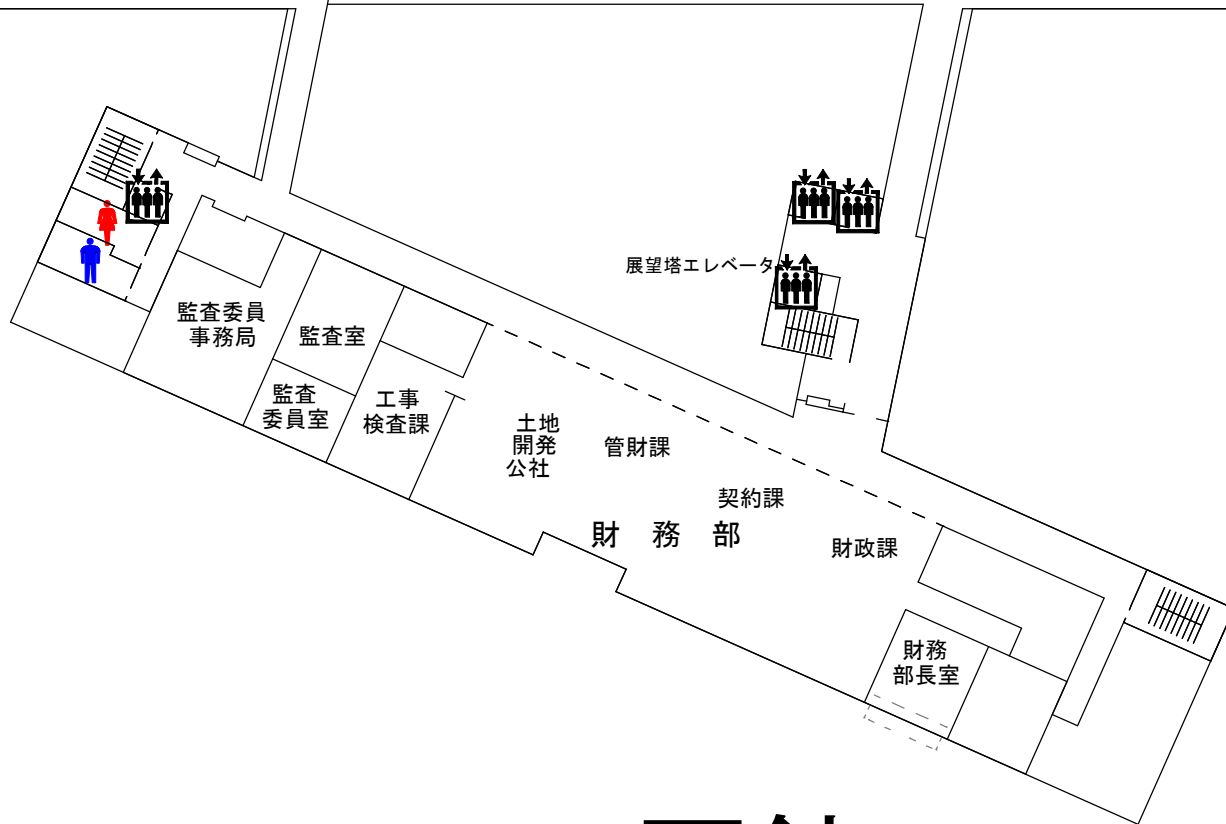 展望塔エレベータ
監査委員
事務局
監査室
監査
委員室
工事
検査課
土地
開発
公社
管財課
契約課
財務部
財政課
財務
部長室